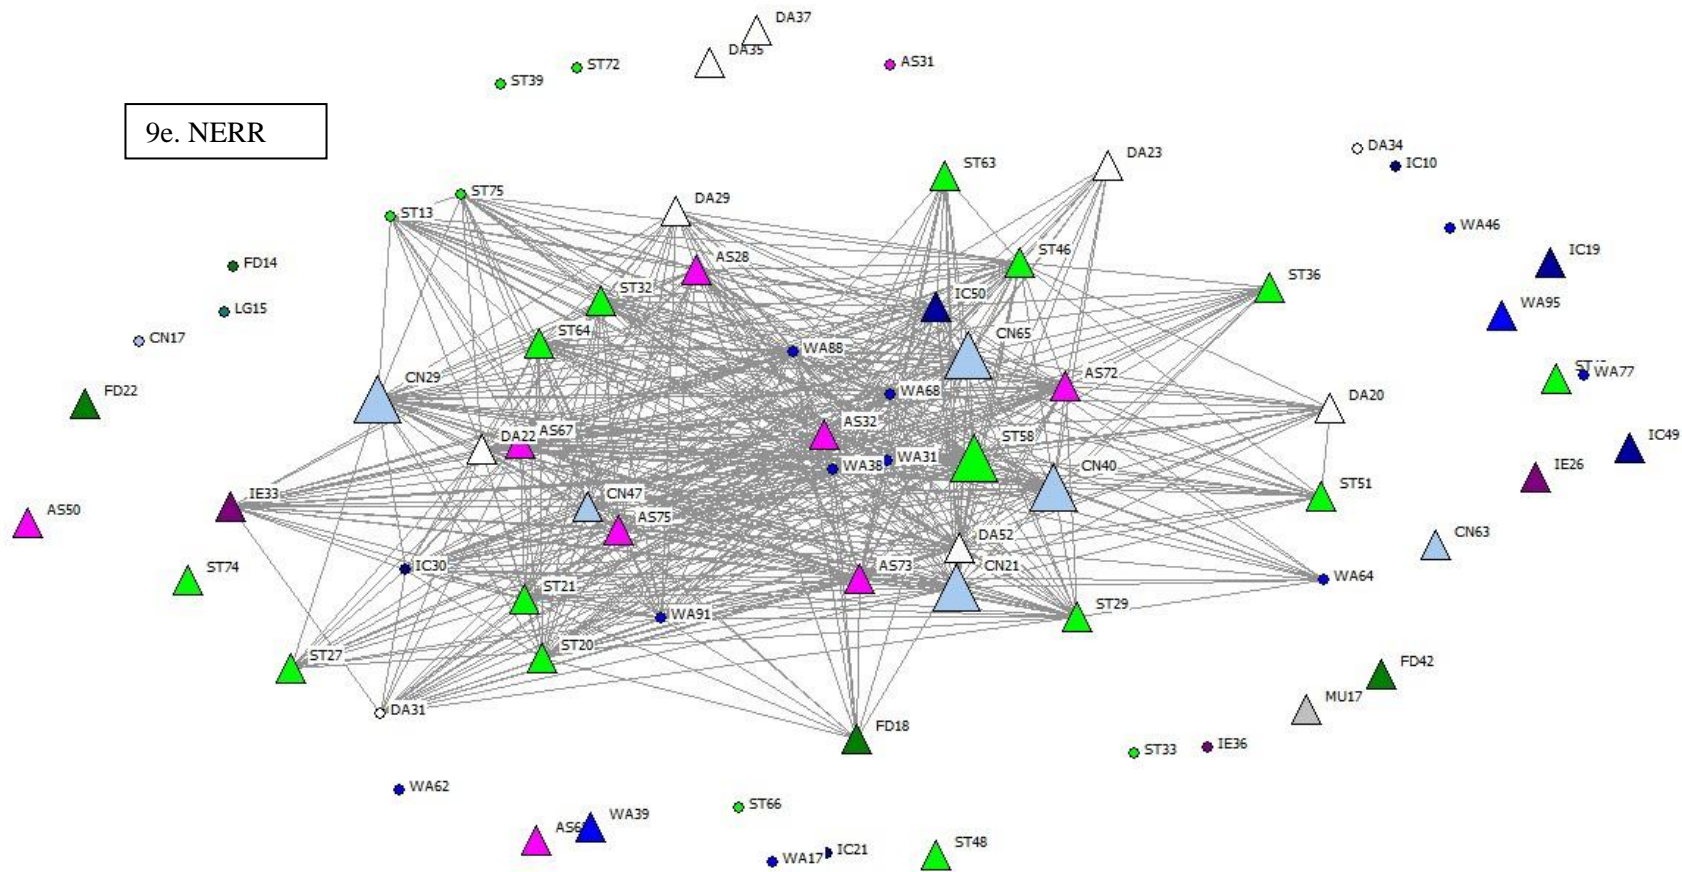 DA37
DA35
ST72
AS31
ST39
9e. NERR
DA34
DA23
IC10
ST63
ST75
DA29
ST13
WA46
ST46
IC19
AS28
FD14
ST36
ST32
IC50
WA95
LG15
ST64
CN65
CN17
WA88
AS72
WA77
CN29
FD22
WA68
DA20
AS32
AS67
DA22
ST58
IC49
WA31
WA38
CN40
IE26
ST51
IE33
CN47
AS50
AS75
CN63
DA52
ST74
IC30
AS73
CN21
WA64
ST21
ST29
WA91
ST20
ST27
FD42
MU17
DA31
FD18
ST33
IE36
WA62
ST66
WA39
ST48
IC21
WA17